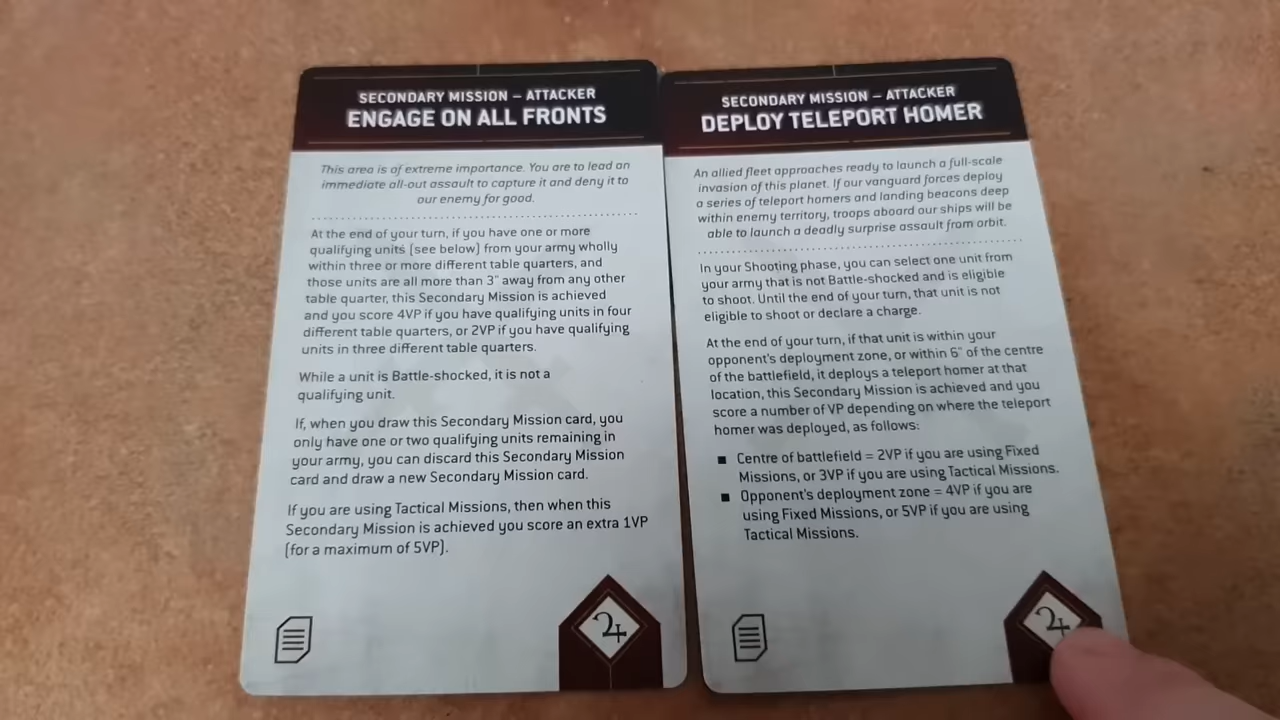 SECONDARY MISSION – ATTACKER
ENGAGE ON ALL FRONTS
This area is of extreme importance. You are to lead an
immediate all-out assault to capture it and deny it to
our enemy for good.
At the end of your turn, if you have one or more
qualifying units (see below) from your army wholly
within three or more different table quarters, and
those units are all more than 3" away from any other
table quarter, this Secondary Mission is achieved
and you score 4VP if you have qualifying units in four
different table quarters, or 2VP if you have qualifying
units in three different table quarters.
While a unit is Battle-shocked, it is not a
qualifying unit.
If, when you draw this Secondary Mission card, you
only have one or two qualifying units remaining in
your army, you can discard this Secondary Mission
card and draw a new Secondary Mission card.
If you are using Tactical Missions, then when this
Secondary Mission is achieved you score an extra 1VP
(for a maximum of 5VP).
SECONDARY MISSION – ATTACKER
DEPLOY TELEPORT HOMER
An allied fleet approaches ready to launch a full-scale
invasion of this planet. If our vanguard forces deploy
a series of teleport homers and landing beacons deep
within enemy territory, troops aboard our ships will be
able to launch a deadly surprise assault from orbit.
In your Shooting phase, you can select one unit from
your army that is not Battle-shocked and is eligible
to shoot. Until the end of your turn, that unit is not
eligible to shoot or declare a charge.
At the end of your turn, if that unit is within your
opponent's deployment zone, or within 6" of the centre
of the battlefield, it deploys a teleport homer at that
location, this Secondary Mission is achieved and you
score a number of VP depending on where the teleport
homer was deployed, as follows:
■ Centre of battlefield = 2VP if you are using Fixed
Missions, or 3VP if you are using Tactical Missions.
■ Opponent's deployment zone = 4VP if you are
using Fixed Missions, or 5VP if you are using
Tactical Missions.